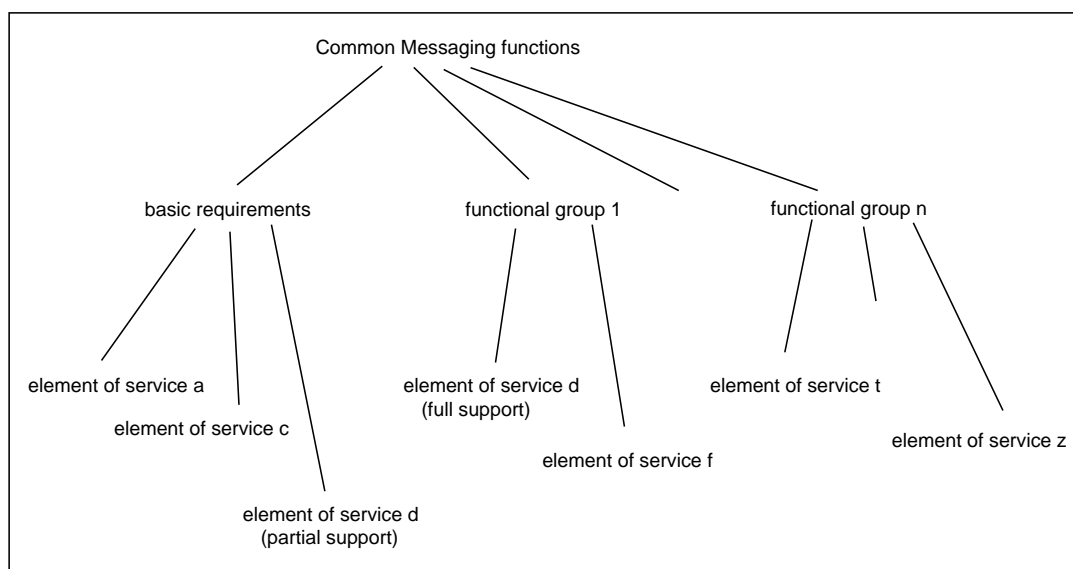 Common Messaging functions
basic requirements
functional group 1
functional group n
element of service a
element of service c
element of service d
(partial support)
element of service d
(full support)
element of service f
element of service t
element of service z